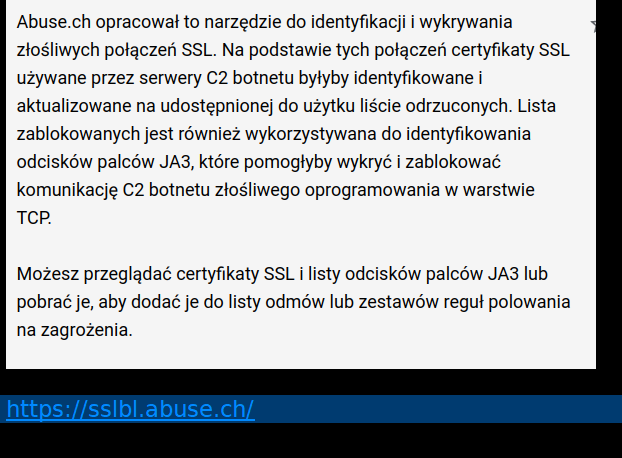 Abuse.ch opracował to narzędzie do identyfikacji i wykrywania
złośliwych połączeń SSL. Na podstawie tych połączeń certyfikaty SSL
używane przez serwery C2 botnetu byłyby identyfikowane i
aktualizowane na udostępnionej do użytku liście odrzuconych. Lista
zablokowanych jest również wykorzystywana do identyfikowania
odcisków palców JA3, które pomogłyby wykryć i zablokować
komunikację C2 botnetu złośliwego oprogramowania w warstwie
TCP.
Możesz przeglądać certyfikaty SSL i listy odcisków palców JA3 lub
pobrać je, aby dodać je do listy odmów lub zestawów reguł polowania
na zagrożenia.
https://sslbl.abuse.ch/